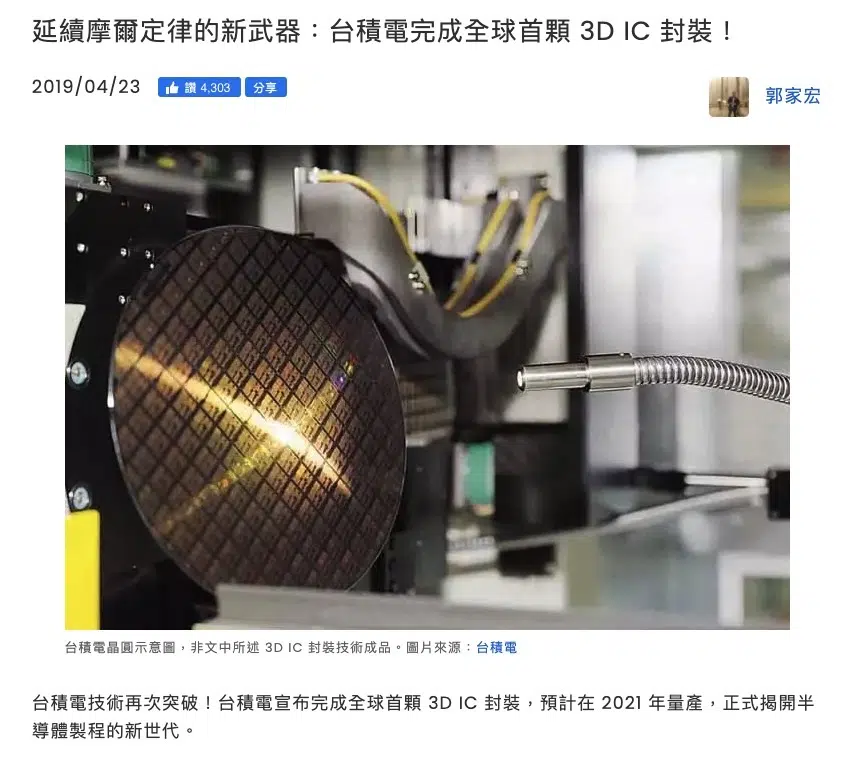 延續摩爾定律的新武器：台積電完成全球首顆 3D IC 封裝！
2019/04/23 讚 4,303 分享 郭家宏
台積電晶圓示意圖，非文中所述 3D IC 封裝技術成品。圖片來源：台積電
台積電技術再次突破！台積電宣布完成全球首顆 3D IC 封裝，預計在 2021 年量產，正式揭開半
導體製程的新世代。